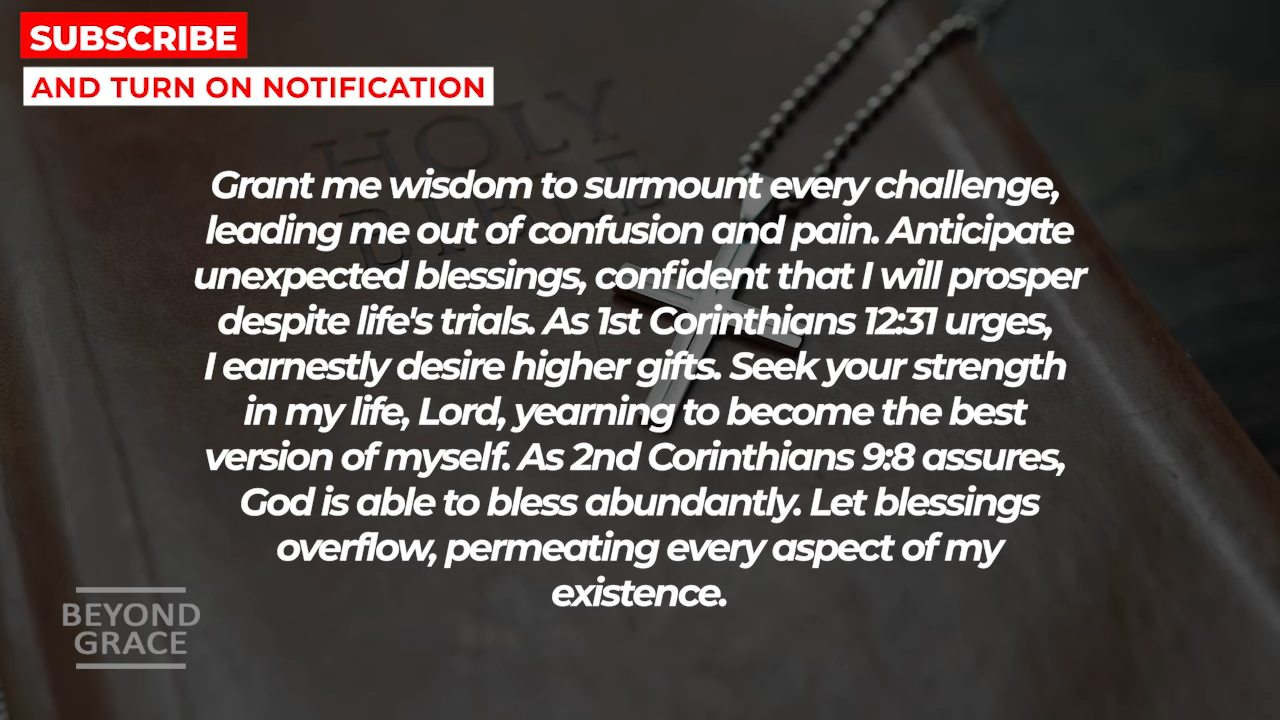 SUBSCRIBE
AND TURN ON NOTIFICATION
HOLY
BIBLE
Grant me wisdom to surmount every challenge,
leading me out of confusion and pain. Anticipate
unexpected blessings, confident that I will prosper
despite life's trials. As 1st Corinthians 12:31 urges,
I earnestly desire higher gifts. Seek your strength
in my life, Lord, yearning to become the best
version of myself. As 2nd Corinthians 9:8 assures,
God is able to bless abundantly. Let blessings
overflow, permeating every aspect of my
existence.
BEYOND
GRACE